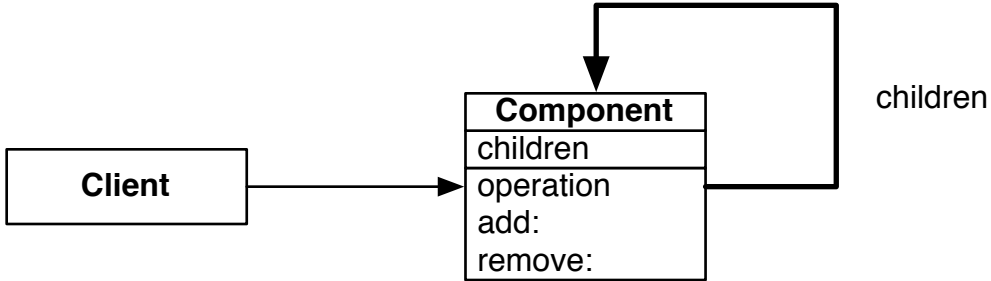 Component
children
children
Client
operation
add:
remove: